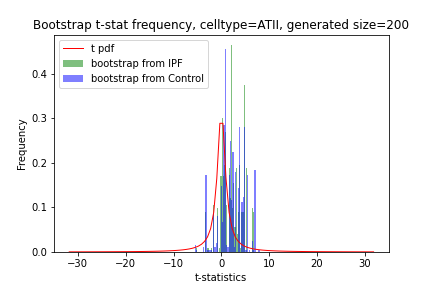 Bootstrap t-stat frequency, celltype=ATII, generated size=200
t pdf
bootstrap from IPF
bootstrap from Control
Frequency
0.4
0.3
0.2
0.1
0.0
−30 −20 −10 0 10 20 30
t-statistics